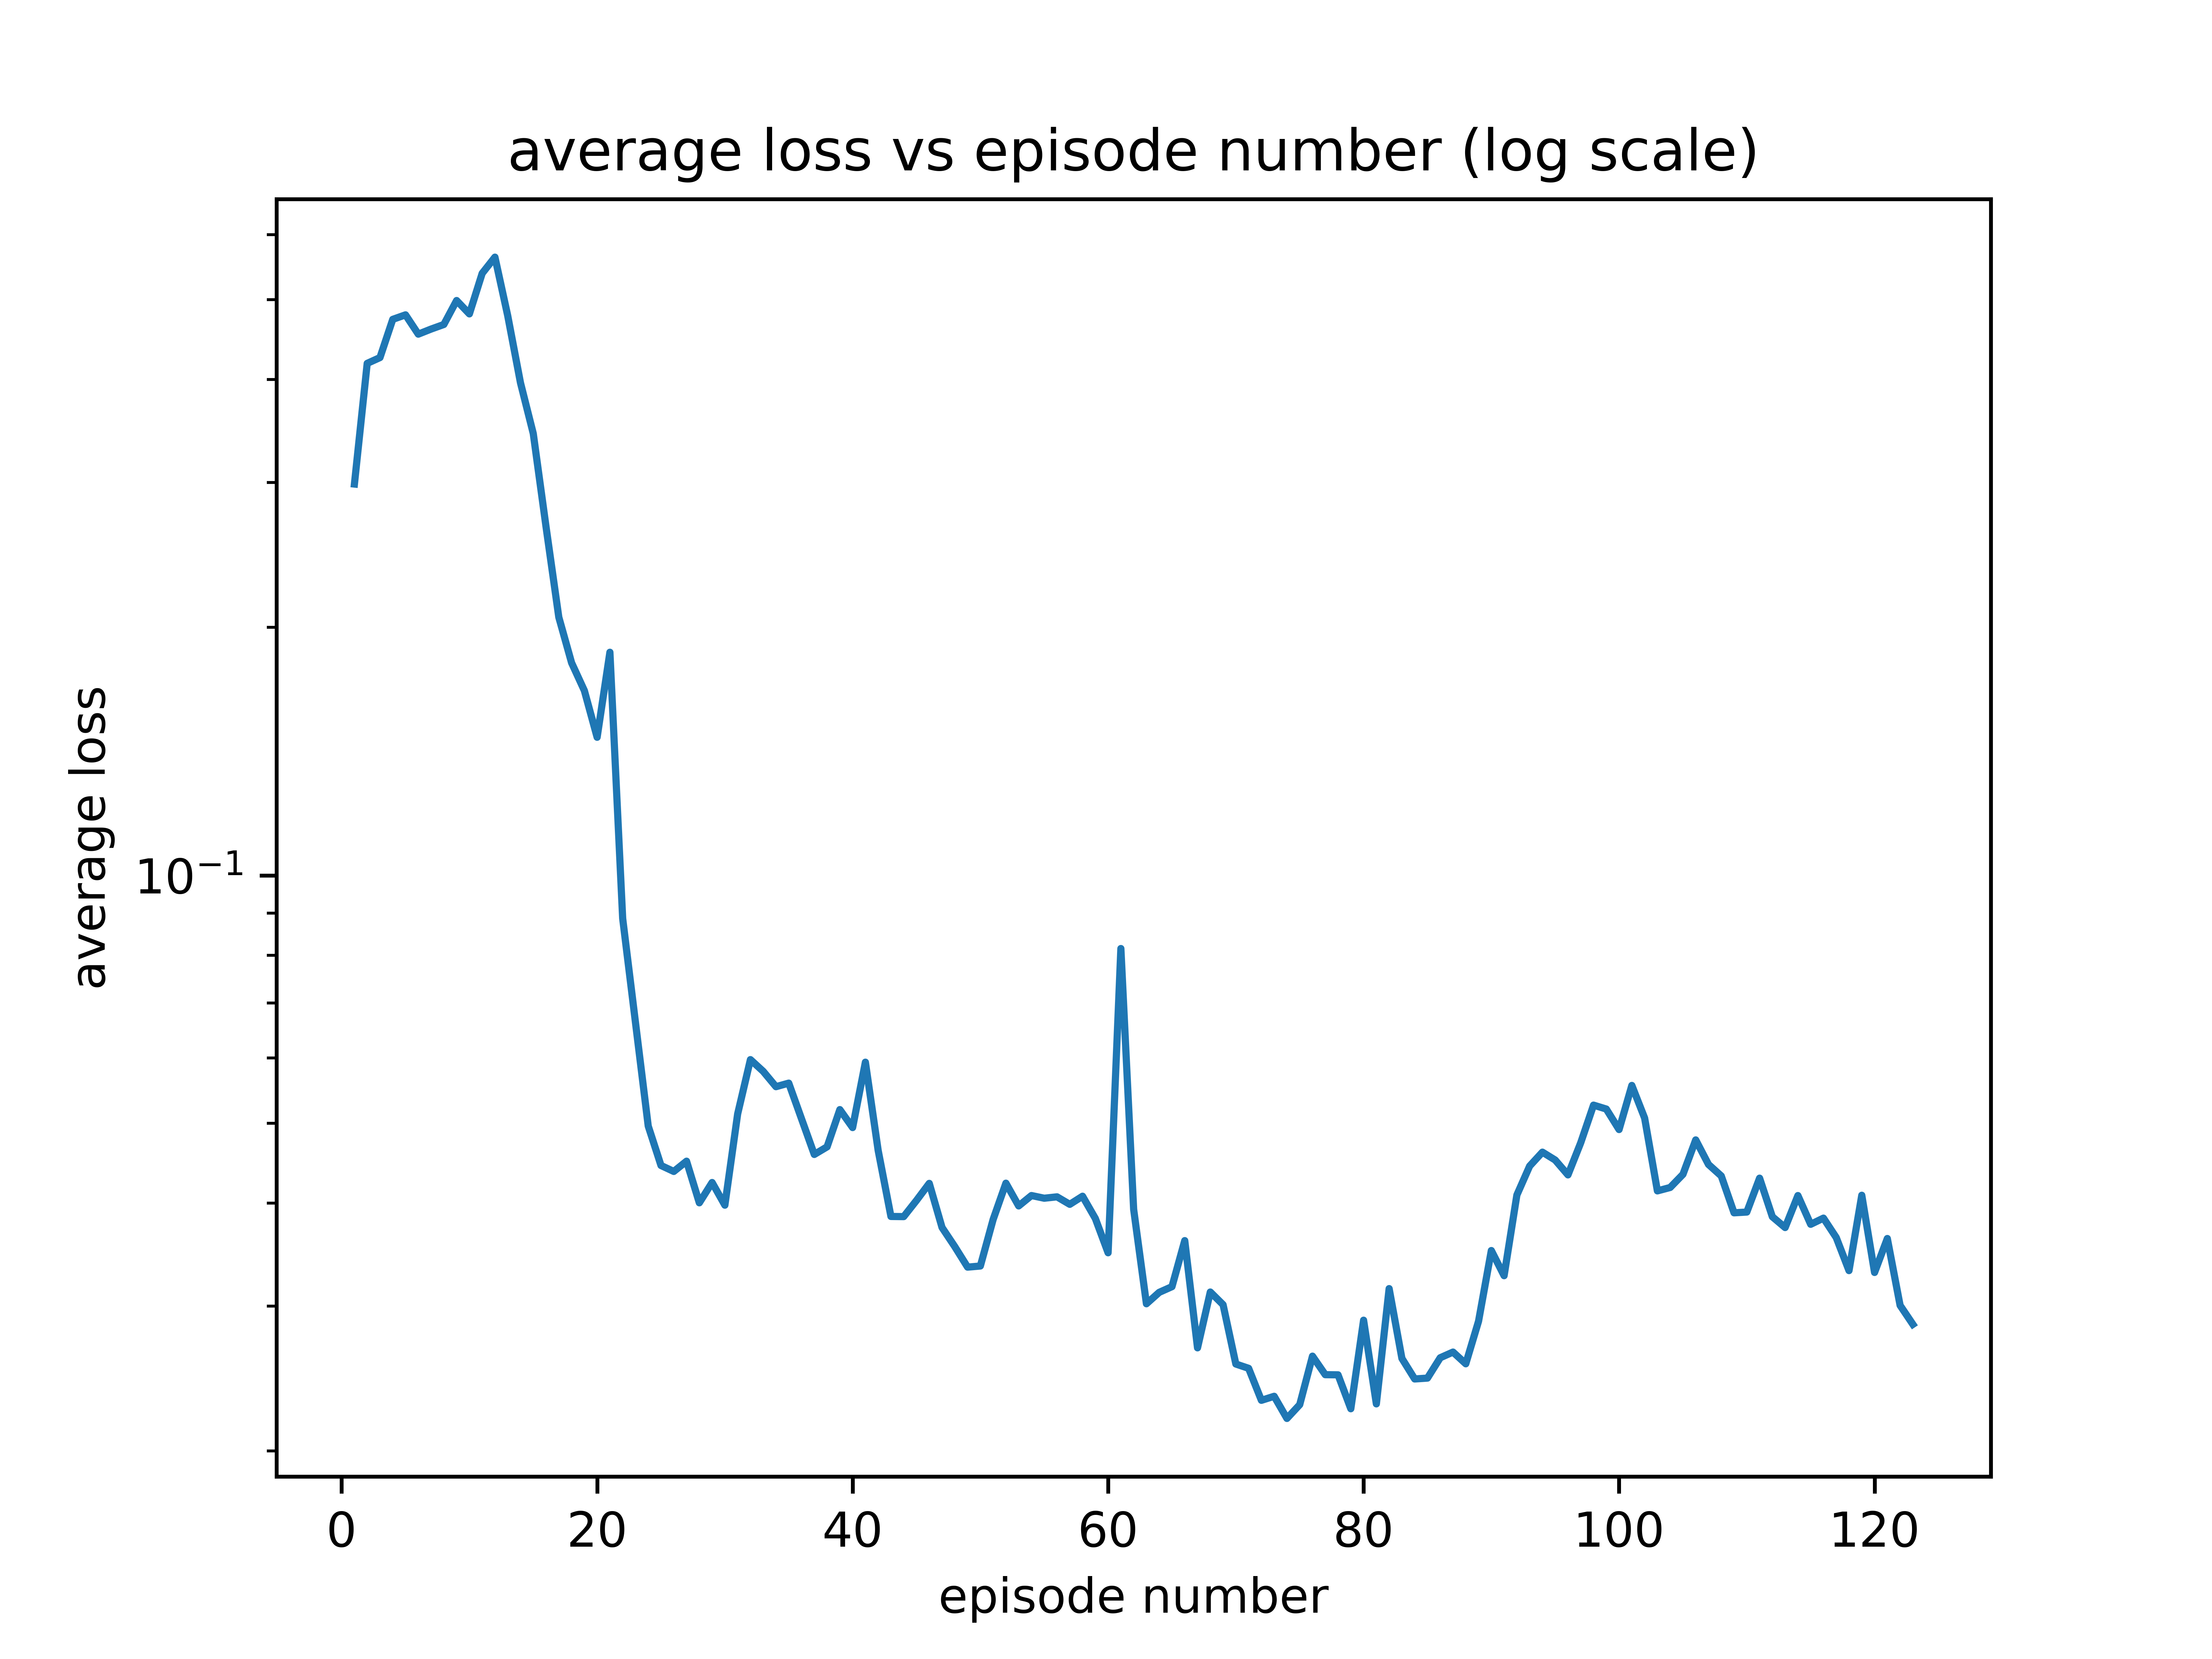 average loss vs episode number (log scale)
average loss
10⁻¹
0 20 40 60 80 100 120
episode number